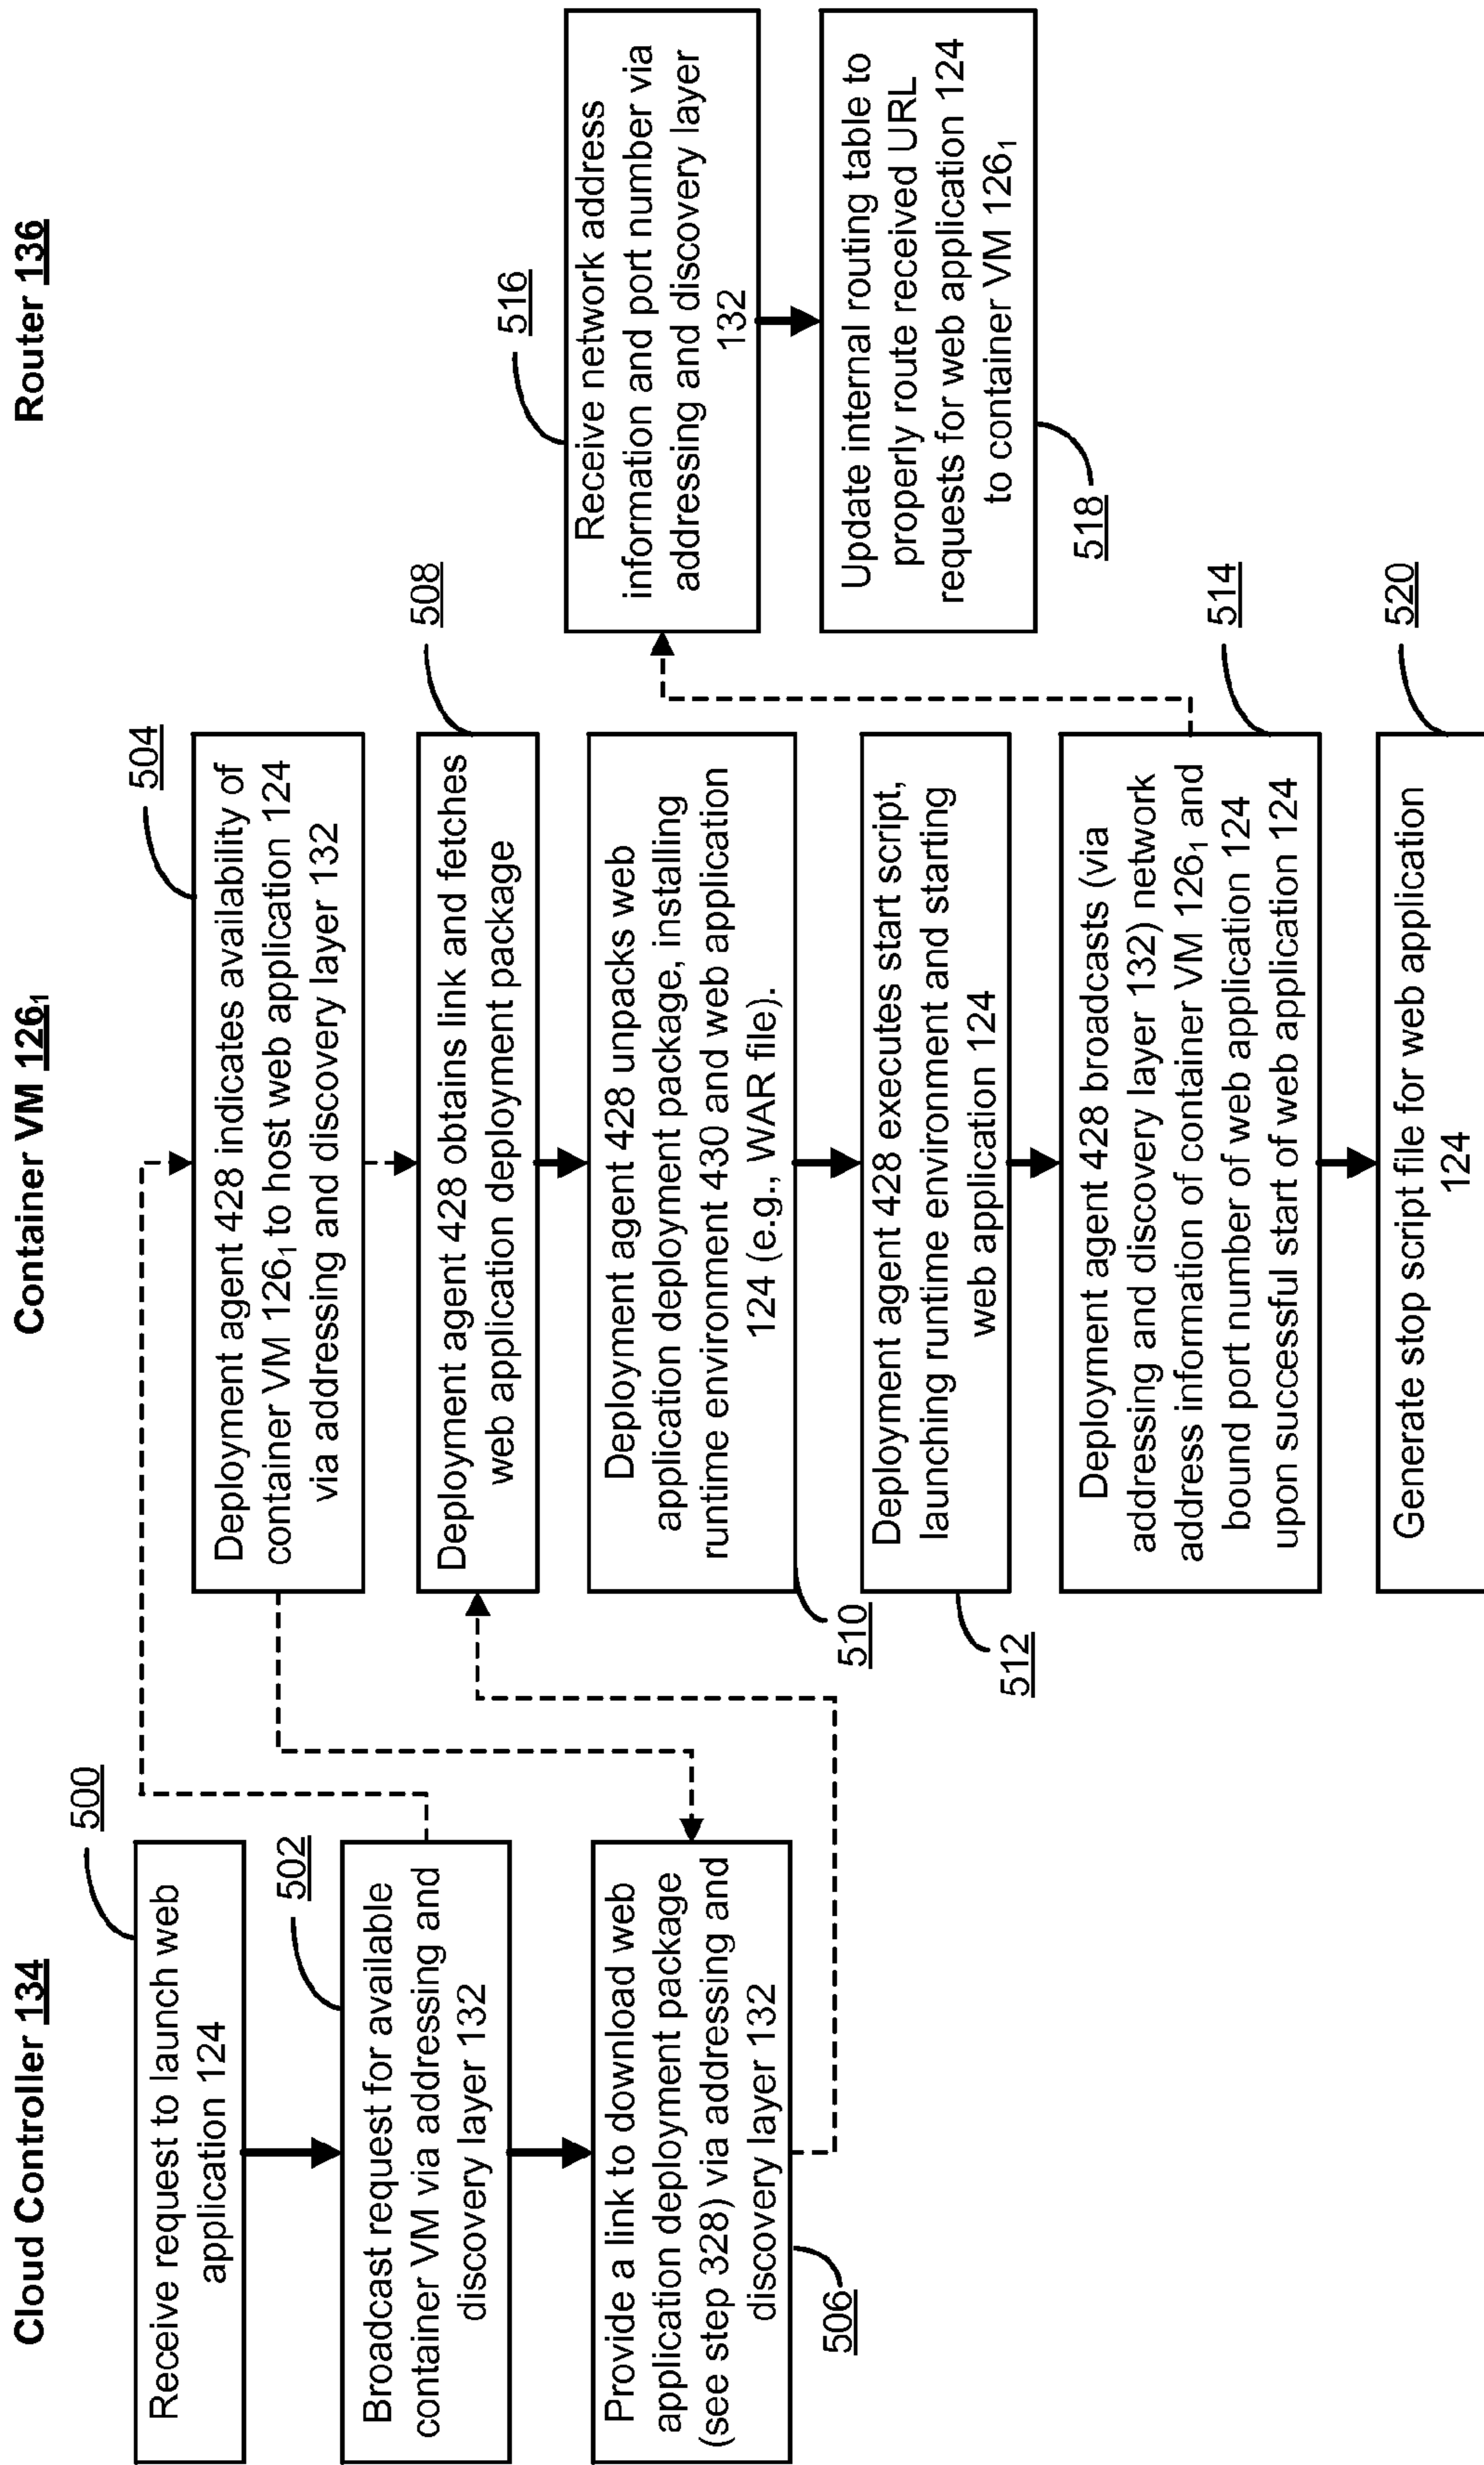 Cloud Controller 134
500
Receive request to launch web
application 124
502
Broadcast request for available
container VM via addressing and
discovery layer 132
Provide a link to download web
application deployment package
(see step 328) via addressing and
discovery layer 132
506
Container VM 126₁
504
Deployment agent 428 indicates availability of
container VM 126₁ to host web application 124
via addressing and discovery layer 132
508
Deployment agent 428 obtains link and fetches
web application deployment package
Deployment agent 428 unpacks web
application deployment package, installing
runtime environment 430 and web application
124 (e.g., WAR file).
510
Deployment agent 428 executes start script,
launching runtime environment and starting
web application 124
512
514
Deployment agent 428 broadcasts (via
addressing and discovery layer 132) network
address information of container VM 126₁ and
bound port number of web application 124
upon successful start of web application 124
520
Generate stop script file for web application
124
Router 136
516
Receive network address
information and port number via
addressing and discovery layer
132
Update internal routing table to
properly route received URL
requests for web application 124
to container VM 126₁
518